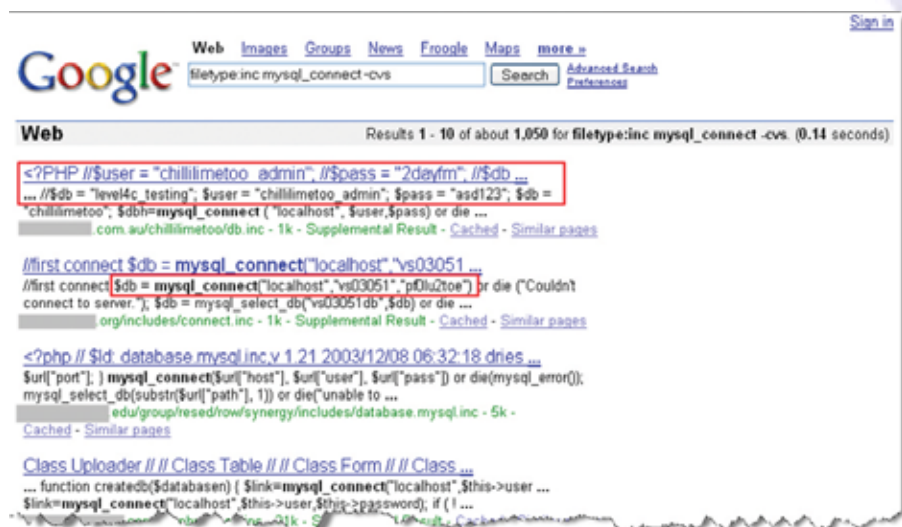 Sign in
Google
Web Images Groups News Froogle Maps more »
filetype:inc mysql_connect -cvs
Search
Advanced Search
Preferences
Web
Results 1 - 10 of about 1,050 for filetype:inc mysql_connect -cvs. (0.14 seconds)
<?PHP //$user = "chillilimetoo_admin"; //$pass = "2dayfm"; //$db ...
... //$db = "level4c_testing"; $user = "chillilimetoo_admin"; $pass = "asd123"; $db =
"chillilimetoo"; $dbh=mysql_connect ( "localhost", $user,$pass) or die ...
.com.au/chillilimetoo/db.inc - 1k - Supplemental Result - Cached - Similar pages
//first connect $db = mysql_connect("localhost","vs03051 ...
//first connect $db = mysql_connect("localhost","vs03051","pf0lu2toe") or die ("Couldn't
connect to server."); $db = mysql_select_db("vs03051db",$db) or die ...
.org/includes/connect.inc - 1k - Supplemental Result - Cached - Similar pages
<?php // $Id: database.mysql.inc,v 1.21 2003/12/08 06:32:18 dries ...
$url["port"]; } mysql_connect($url["host"], $url["user"], $url["pass"]) or die(mysql_error());
mysql_select_db(substr($url["path"], 1)) or die("unable to ...
.edu/group/resed/row/synergy/includes/database.mysql.inc - 5k -
Cached - Similar pages
Class Uploader // // Class Table // // Class Form // // Class ...
... function createdb($databasen) { $link=mysql_connect("localhost",$this->user ...
$link=mysql_connect("localhost",$this->user,$this->password); if ( ! ...